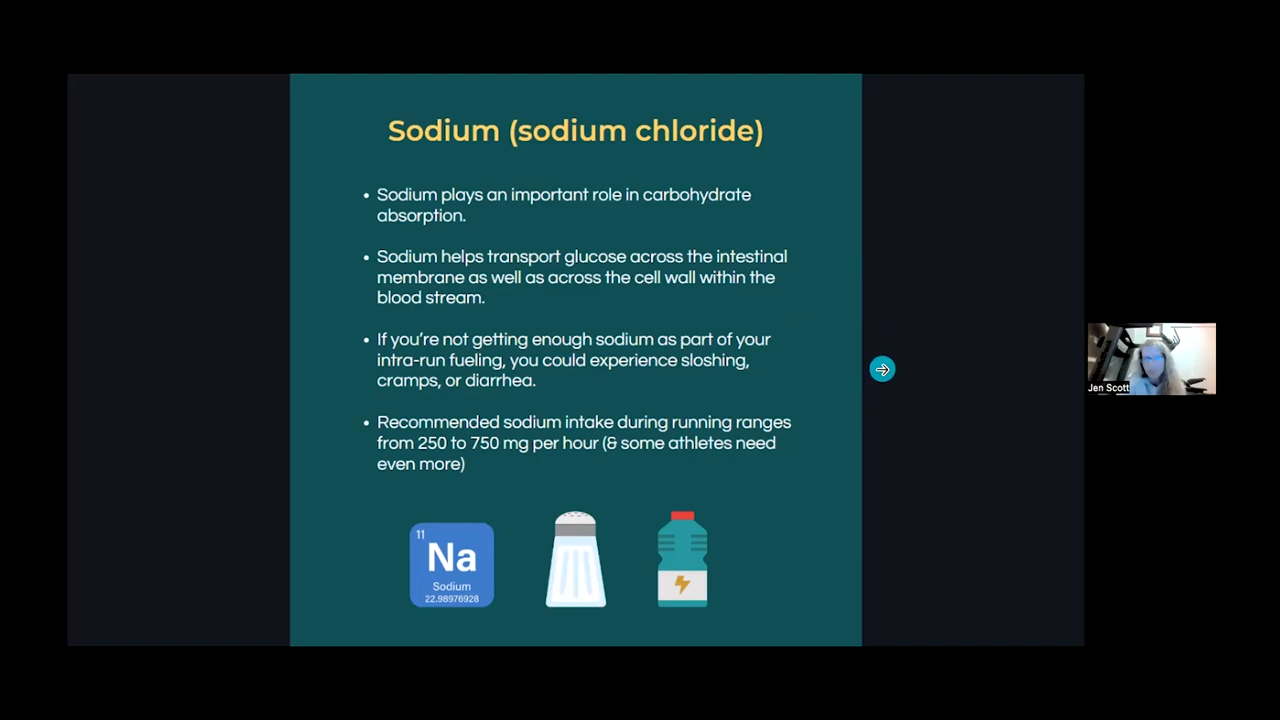 Sodium (sodium chloride)
• Sodium plays an important role in carbohydrate
absorption.
• Sodium helps transport glucose across the intestinal
membrane as well as across the cell wall within the
blood stream.
• If you're not getting enough sodium as part of your
intra-run fueling, you could experience sloshing,
cramps, or diarrhea.
• Recommended sodium intake during running ranges
from 250 to 750 mg per hour (& some athletes need
even more)
11
Na
Sodium
22.98976928
Jen Scott